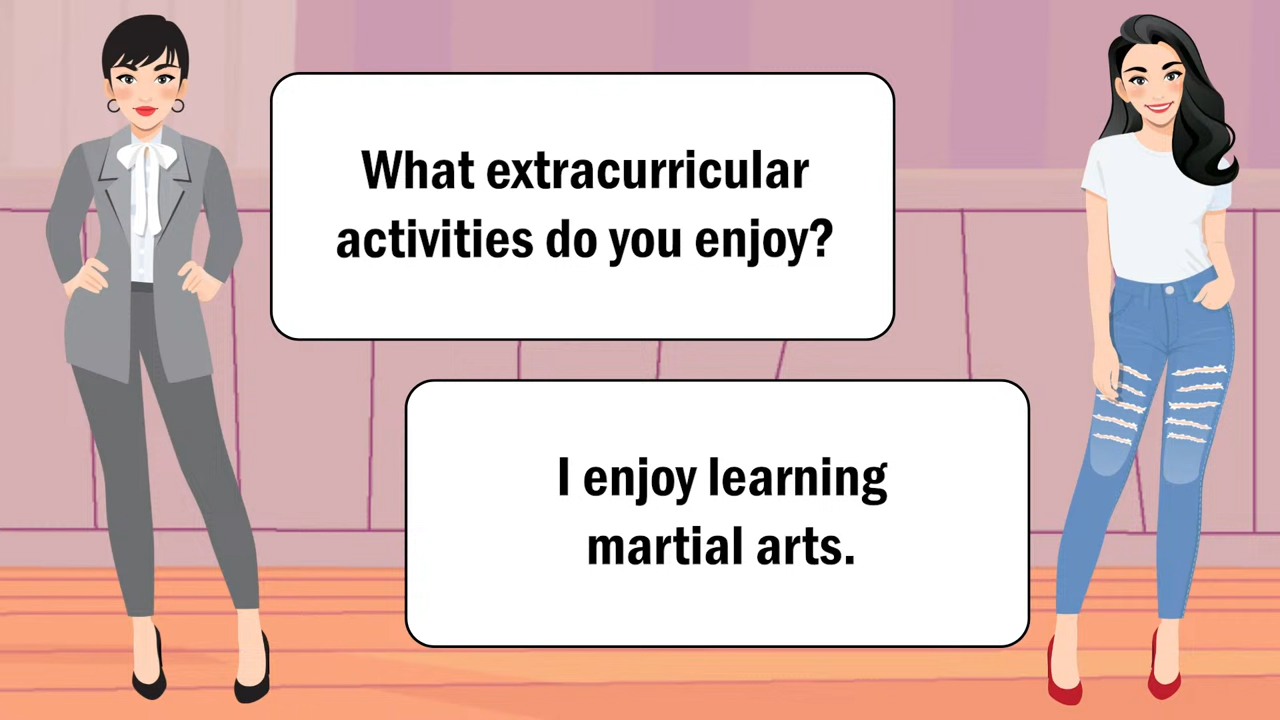 What extracurricular
activities do you enjoy?
I enjoy learning
martial arts.